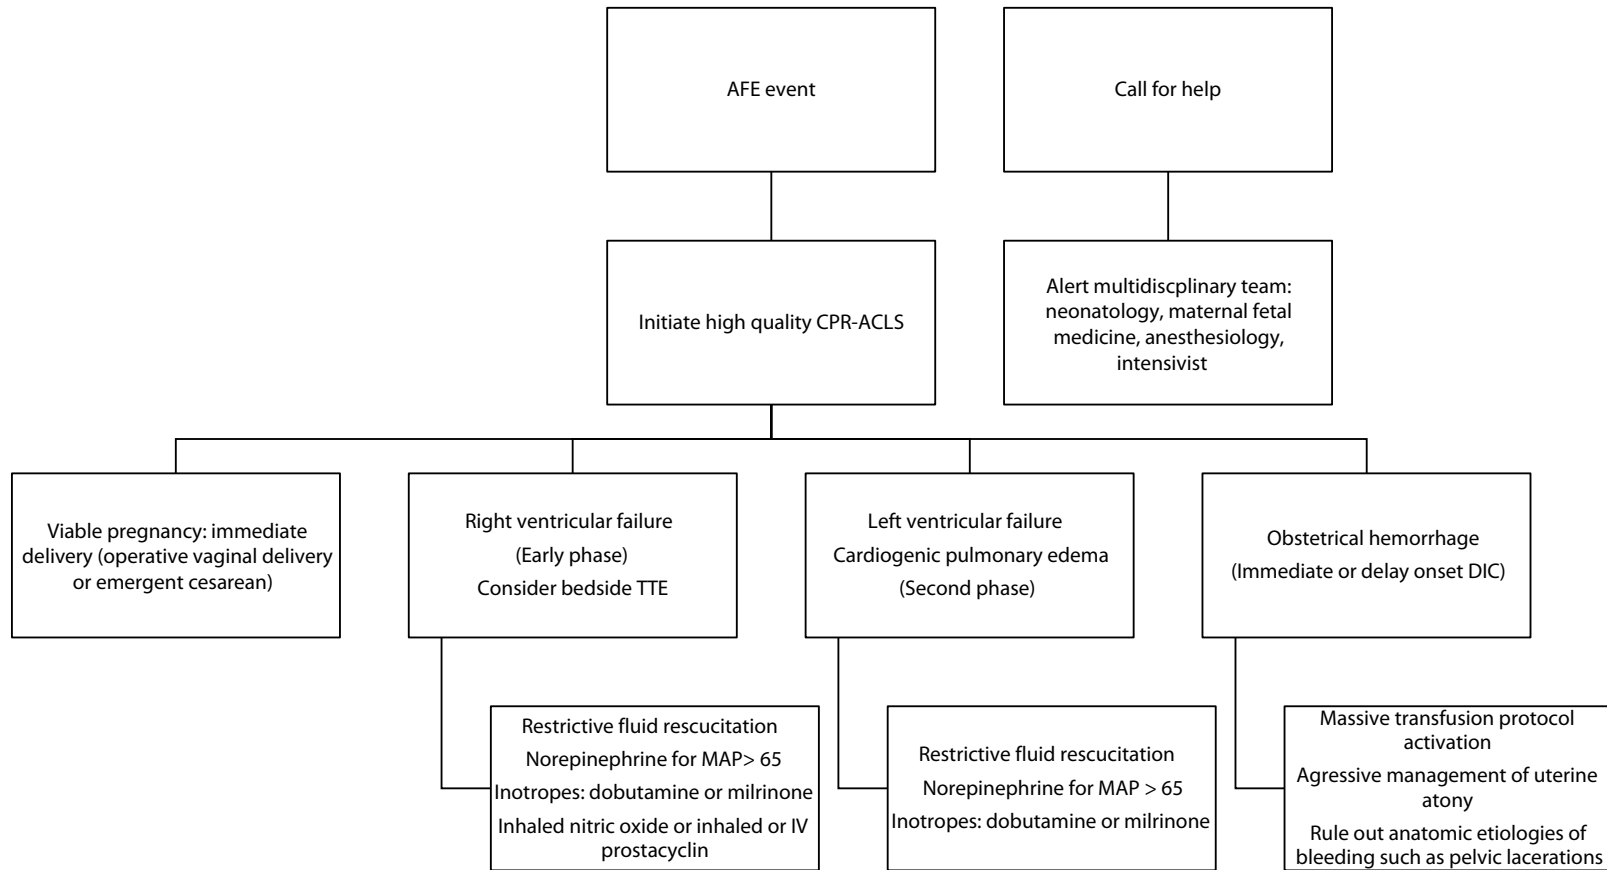 AFE event
Call for help
Initiate high quality CPR-ACLS
Alert multidiscplinary team:
neonatology, maternal fetal
medicine, anesthesiology,
intensivist
Viable pregnancy: immediate
delivery (operative vaginal delivery
or emergent cesarean)
Right ventricular failure
(Early phase)
Consider bedside TTE
Left ventricular failure
Cardiogenic pulmonary edema
(Second phase)
Obstetrical hemorrhage
(Immediate or delay onset DIC)
Restrictive fluid rescucitation
Norepinephrine for MAP> 65
Inotropes: dobutamine or milrinone
Inhaled nitric oxide or inhaled or IV
prostacyclin
Restrictive fluid rescucitation
Norepinephrine for MAP > 65
Inotropes: dobutamine or milrinone
Massive transfusion protocol
activation
Agressive management of uterine
atony
Rule out anatomic etiologies of
bleeding such as pelvic lacerations